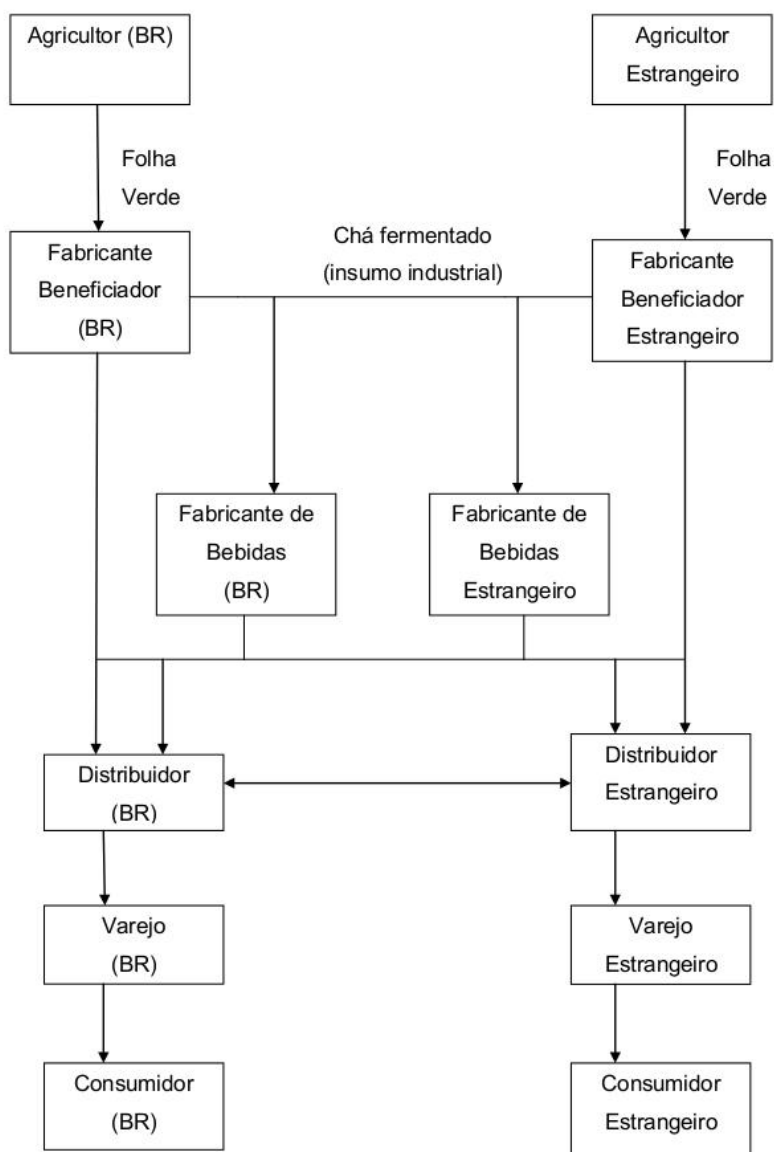 Agricultor (BR)
Agricultor
Estrangeiro
Folha
Verde
Folha
Verde
Fabricante
Beneficiador
(BR)
Chá fermentado
(insumo industrial)
Fabricante
Beneficiador
Estrangeiro
Fabricante de
Bebidas
(BR)
Fabricante de
Bebidas
Estrangeiro
Distribuidor
(BR)
Distribuidor
Estrangeiro
Varejo
(BR)
Varejo
Estrangeiro
Consumidor
(BR)
Consumidor
Estrangeiro